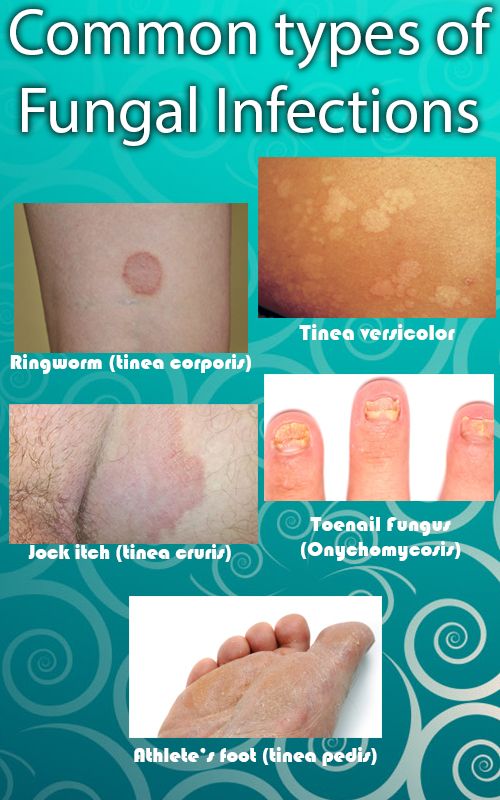 Common types of
Fungal Infections
Tinea versicolor
Ringworm (tinea corporis)
Toenail Fungus
(Onychomycosis)
Jock itch (tinea cruris)
Athlete's foot (tinea pedis)